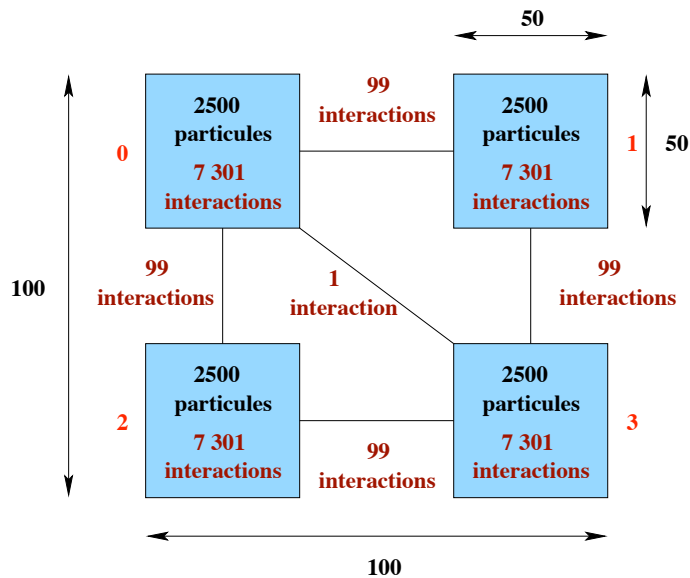 50
99
interactions
2500
particules
7 301
interactions
0
2500
particules
7 301
interactions
1
50
99
interactions
1
interaction
99
interactions
100
2500
particules
7 301
interactions
2
99
interactions
2500
particules
7 301
interactions
3
100